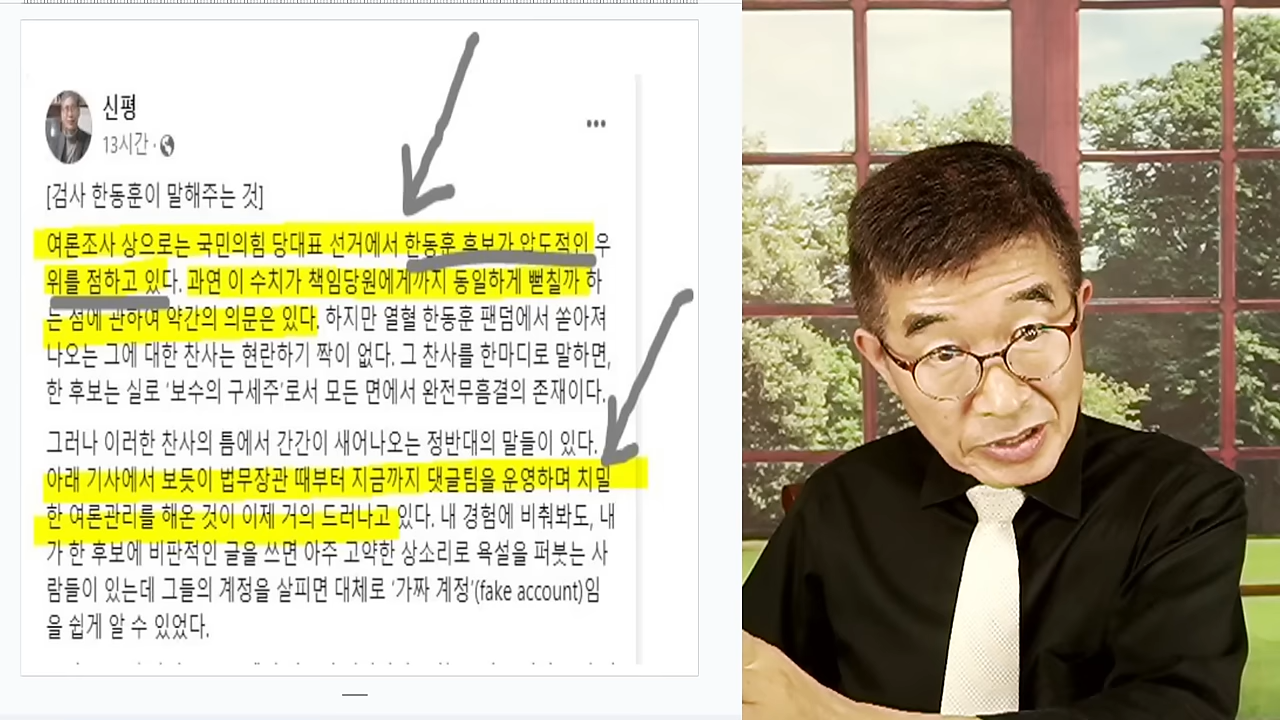 신평
13시간 ·
[검사 한동훈이 말해주는 것]
여론조사 상으로는 국민의힘 당대표 선거에서 한동훈 후보가 압도적인 우
위를 점하고 있다. 과연 이 수치가 책임당원에게까지 동일하게 뻗칠까 하
는 점에 관하여 약간의 의문은 있다. 하지만 열혈 한동훈 팬덤에서 쏟아져
나오는 그에 대한 찬사는 현란하기 짝이 없다. 그 찬사를 한마디로 말하면,
한 후보는 실로 '보수의 구세주'로서 모든 면에서 완전무흠결의 존재이다.
그러나 이러한 찬사의 틈에서 간간이 새어나오는 정반대의 말들이 있다.
아래 기사에서 보듯이 법무장관 때부터 지금까지 댓글팀을 운영하며 치밀
한 여론관리를 해온 것이 이제 거의 드러나고 있다. 내 경험에 비춰봐도, 내
가 한 후보에 비판적인 글을 쓰면 아주 고약한 상소리로 욕설을 퍼붓는 사
람들이 있는데 그들의 계정을 살피면 대체로 '가짜 계정'(fake account)임
을 쉽게 알 수 있었다.